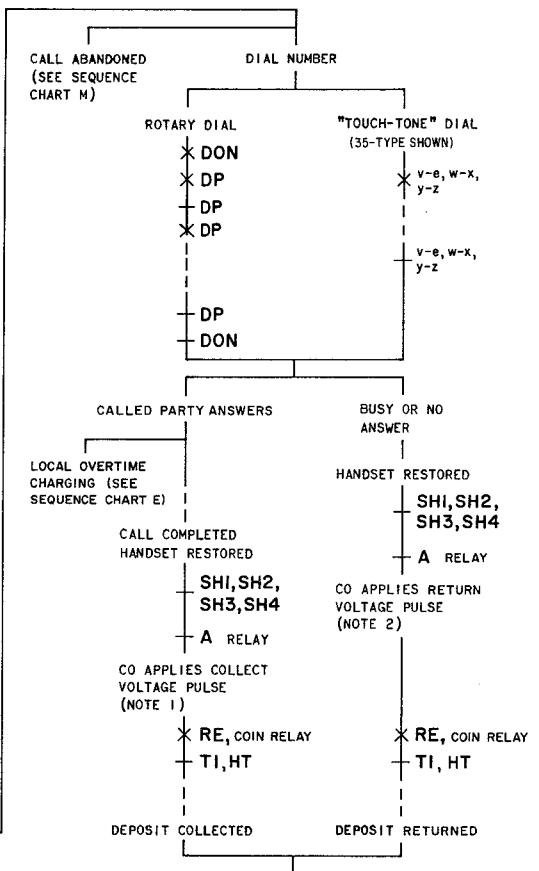 CALL ABANDONED
(SEE SEQUENCE
CHART M)
DIAL NUMBER
ROTARY DIAL
DON
DP
DP
DP
DP
DON
"TOUCH-TONE" DIAL
(35-TYPE SHOWN)
v-e, w-x,
y-z
v-e, w-x,
y-z
CALLED PARTY ANSWERS
LOCAL OVERTIME
CHARGING (SEE
SEQUENCE CHART E)
CALL COMPLETED
HANDSET RESTORED
SH1, SH2,
SH3, SH4
A RELAY
CO APPLIES COLLECT
VOLTAGE PULSE
(NOTE 1)
RE, COIN RELAY
T1, HT
DEPOSIT COLLECTED
BUSY OR NO
ANSWER
HANDSET RESTORED
SH1, SH2,
SH3, SH4
A RELAY
CO APPLIES RETURN
VOLTAGE PULSE
(NOTE 2)
RE, COIN RELAY
T1, HT
DEPOSIT RETURNED